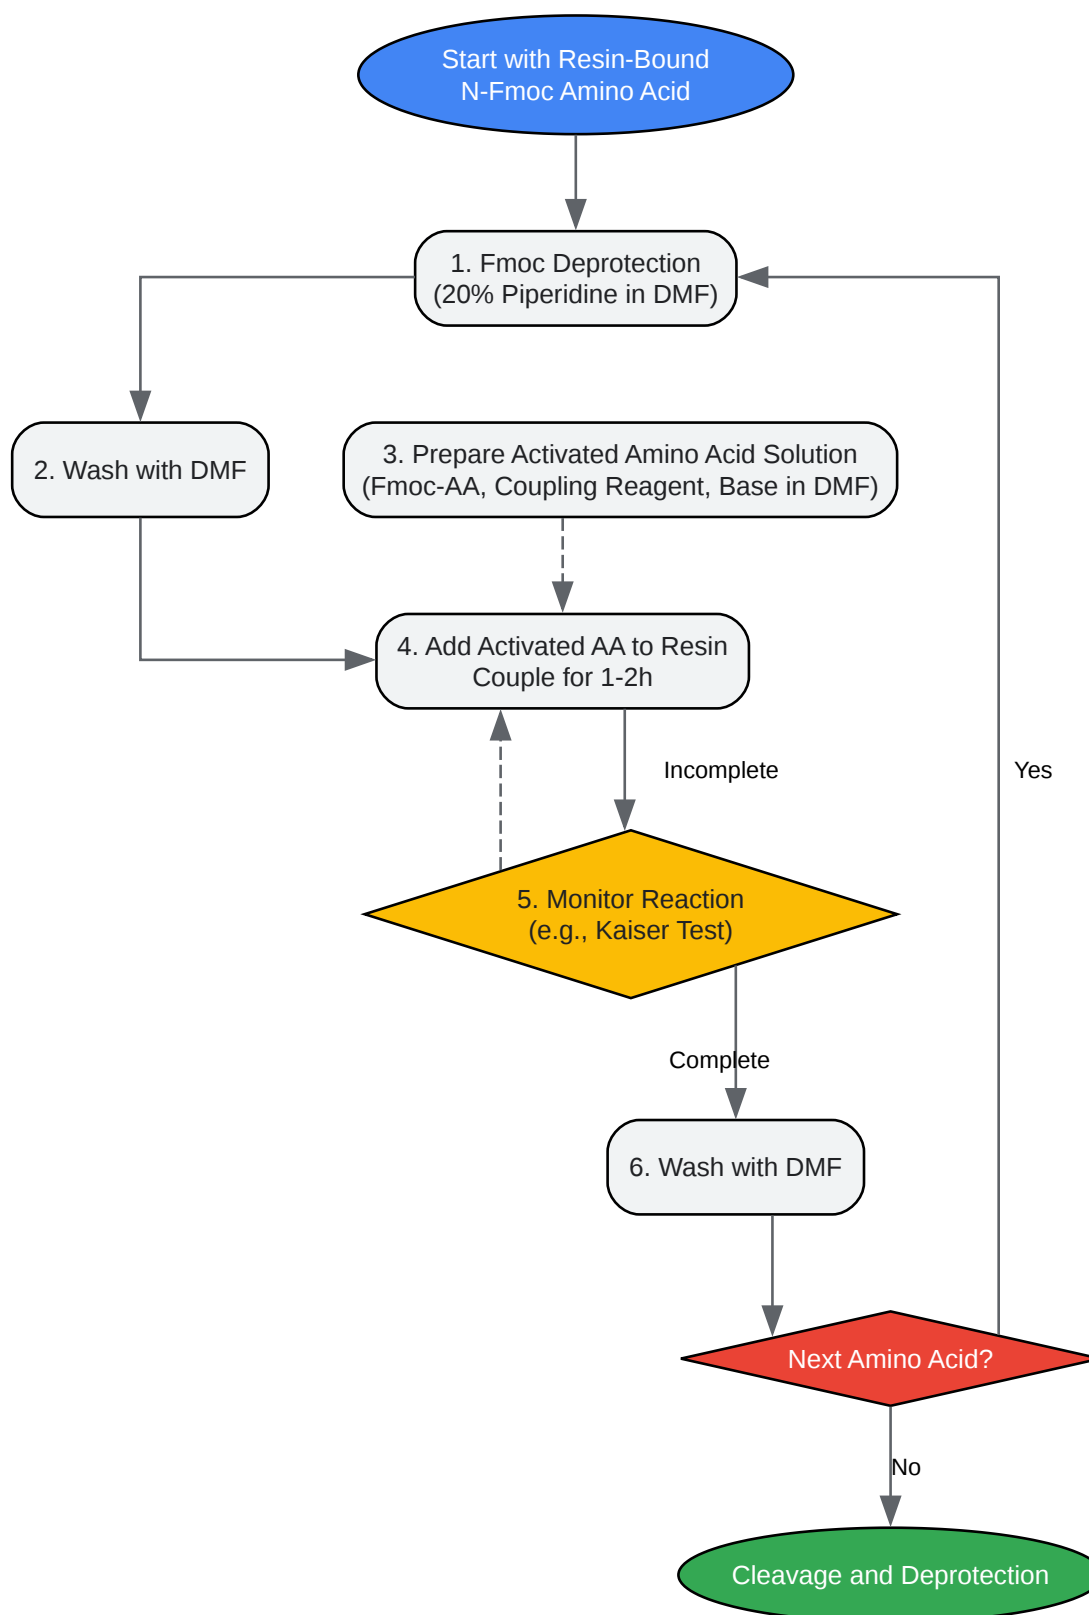 Start with Resin-Bound
N-Fmoc Amino Acid
1. Fmoc Deprotection
(20% Piperidine in DMF)
2. Wash with DMF
3. Prepare Activated Amino Acid Solution
(Fmoc-AA, Coupling Reagent, Base in DMF)
4. Add Activated AA to Resin
Couple for 1-2h
Incomplete
Yes
5. Monitor Reaction
(e.g., Kaiser Test)
Complete
6. Wash with DMF
Next Amino Acid?
No
Cleavage and Deprotection